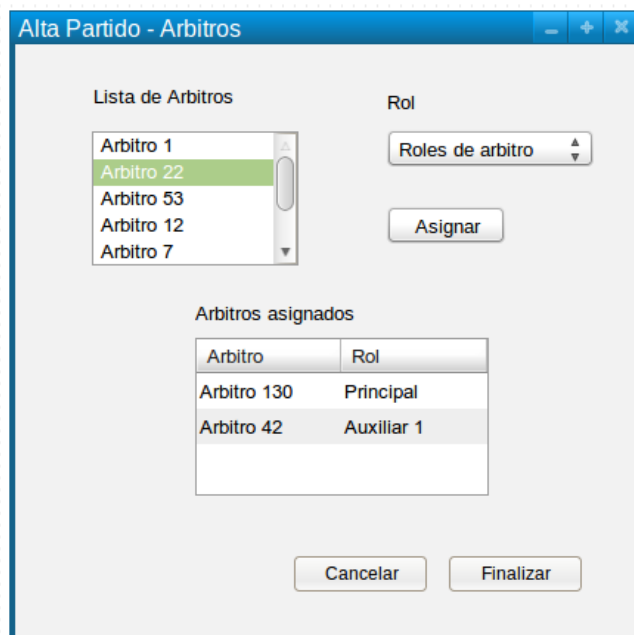 Alta Partido - Arbitros
Lista de Arbitros
Rol
Arbitro 1
Arbitro 22
Arbitro 53
Arbitro 12
Arbitro 7
Roles de arbitro
Asignar
Arbitros asignados
Arbitro Rol
Arbitro 130 Principal
Arbitro 42 Auxiliar 1
Cancelar Finalizar